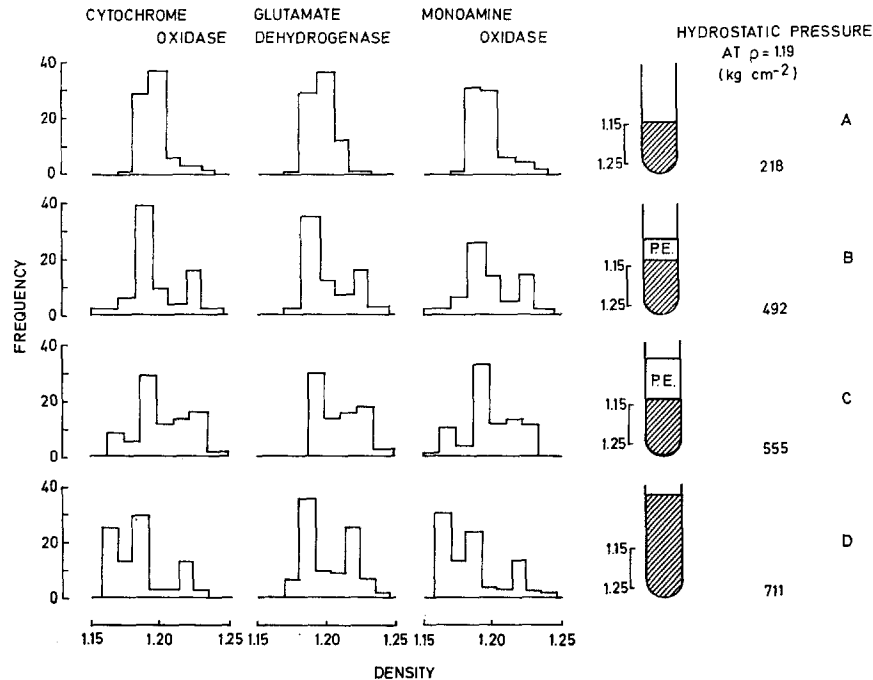 CYTOCHROME OXIDASE
GLUTAMATE DEHYDROGENASE
MONOAMINE OXIDASE
HYDROSTATIC PRESSURE
AT ρ = 1.19
(kg cm⁻²)
FREQUENCY
40
20
0
1.15
1.25
218
A
40
20
0
P.E.
1.15
1.25
492
B
40
20
0
P.E.
1.15
1.25
555
C
40
20
0
1.15
1.25
711
D
1.15 1.20 1.25 1.15 1.20 1.25 1.15 1.20 1.25
DENSITY